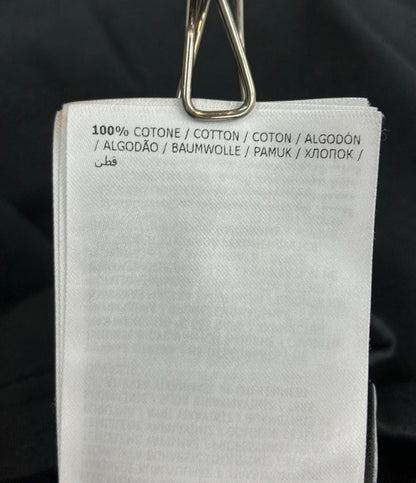 100% COTONE / COTTON / COTON / ALGODÓN
/ ALGODÃO / BAUMWOLLE / PAMUK / ХЛОПОК /
قطن